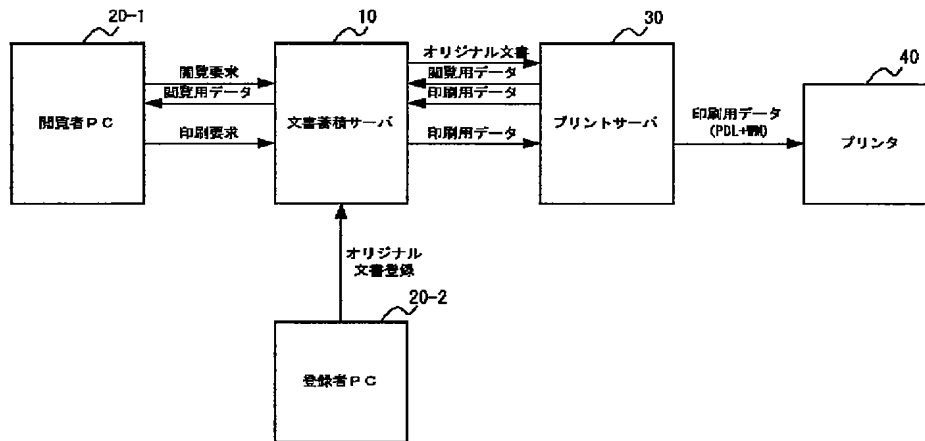 20-1
10
30
40
オリジナル文書
閲覧要求
閲覧用データ
閲覧用データ
印刷用データ
閲覧者PC
文書蓄積サーバ
プリントサーバ
プリンタ
印刷要求
印刷用データ
印刷用データ
(PDL+WM)
オリジナル
文書登録
20-2
登録者PC